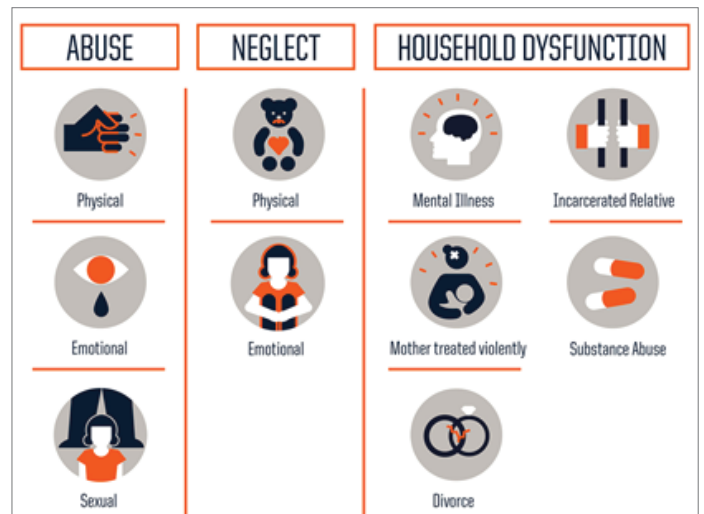 ABUSE
NEGLECT
HOUSEHOLD DYSFUNCTION
Physical
Physical
Mental Illness
Incarcerated Relative
Emotional
Emotional
Mother treated violently
Substance Abuse
Sexual
Divorce